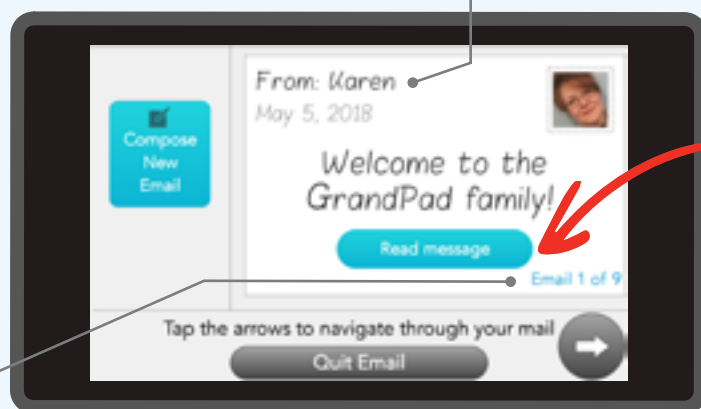 From: Karen
May 5, 2018
Compose
New
Email
Welcome to the
GrandPad family!
Read message
Email 1 of 9
Tap the arrows to navigate through your mail
Quit Email